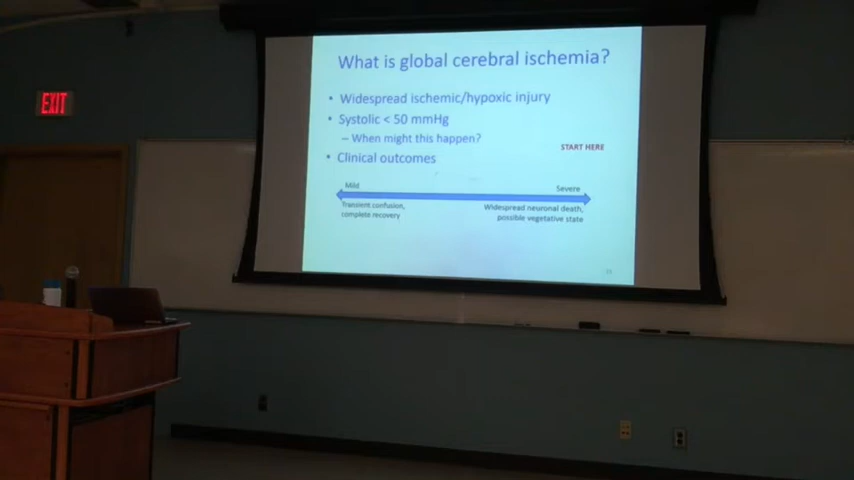 What is global cerebral ischemia?
EXIT
• Widespread ischemic/hypoxic injury
• Systolic < 50 mmHg
– When might this happen?
START HERE
• Clinical outcomes
Mild
Severe
Transient confusion,
complete recovery
Widespread neuronal death,
possible vegetative state